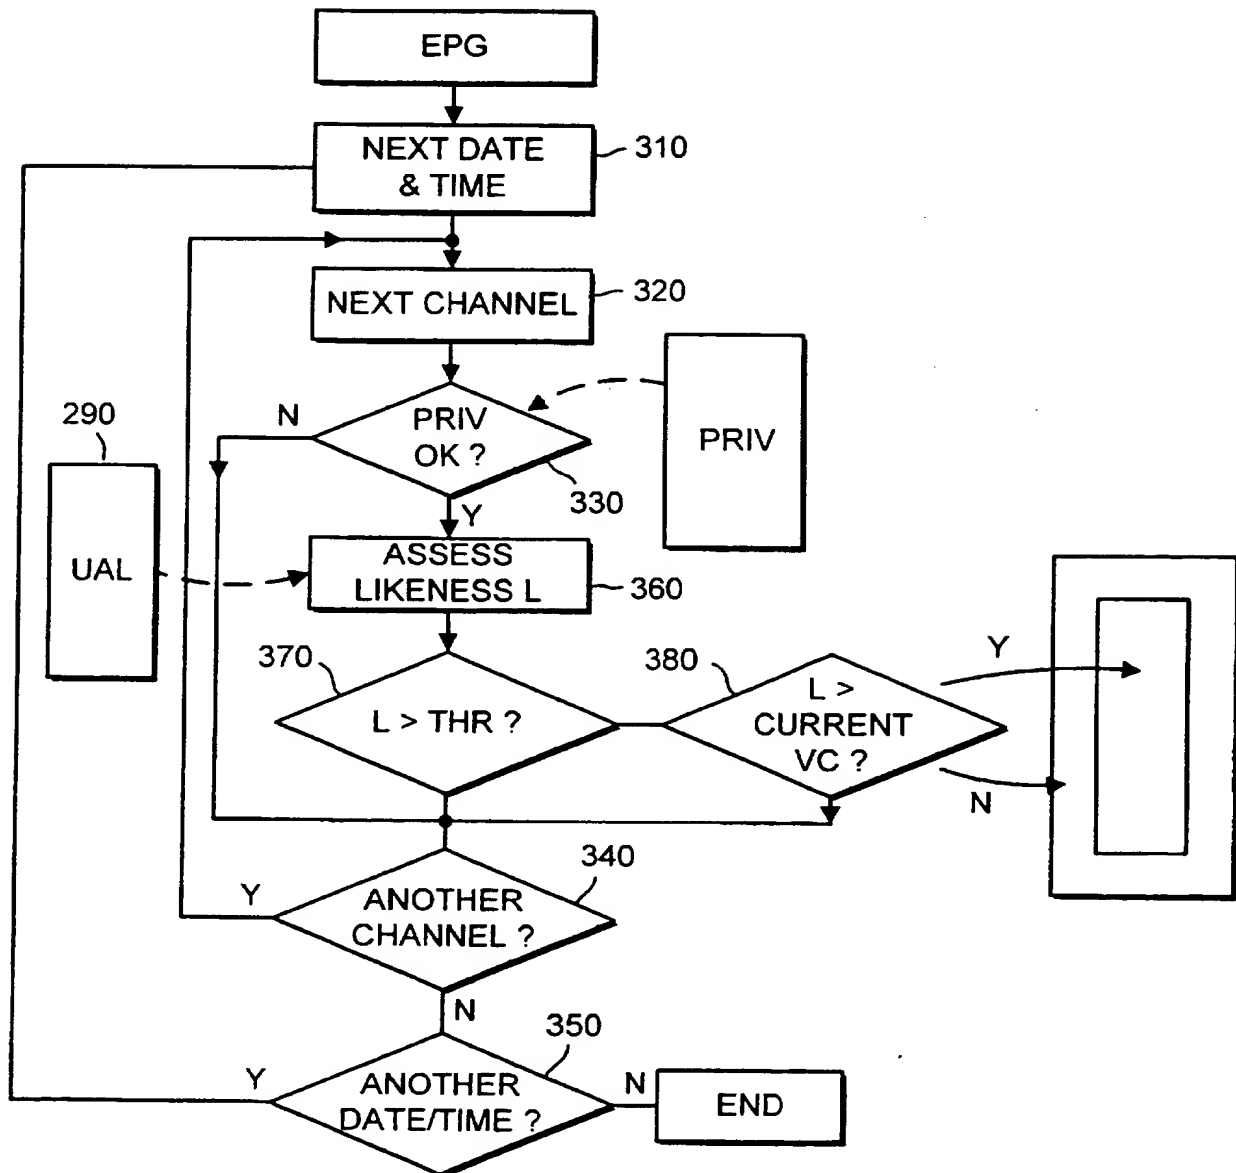 EPG
NEXT DATE
& TIME
310
NEXT CHANNEL
320
N
PRIV
OK ?
330
PRIV
290
UAL
Y
ASSESS
LIKENESS L
360
370
L > THR ?
380
L >
CURRENT
VC ?
Y
N
340
Y
ANOTHER
CHANNEL ?
N
350
Y
ANOTHER
DATE/TIME ?
N
END